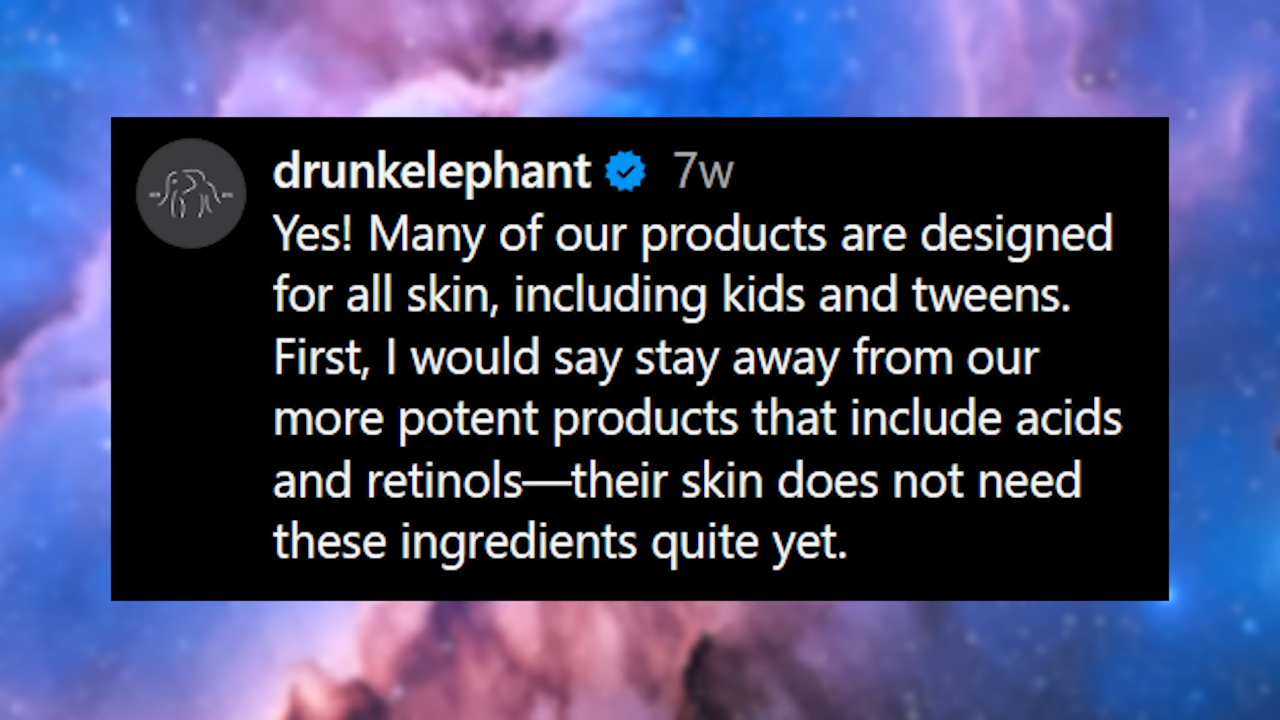 drunkelephant 7w
Yes! Many of our products are designed
for all skin, including kids and tweens.
First, I would say stay away from our
more potent products that include acids
and retinols—their skin does not need
these ingredients quite yet.